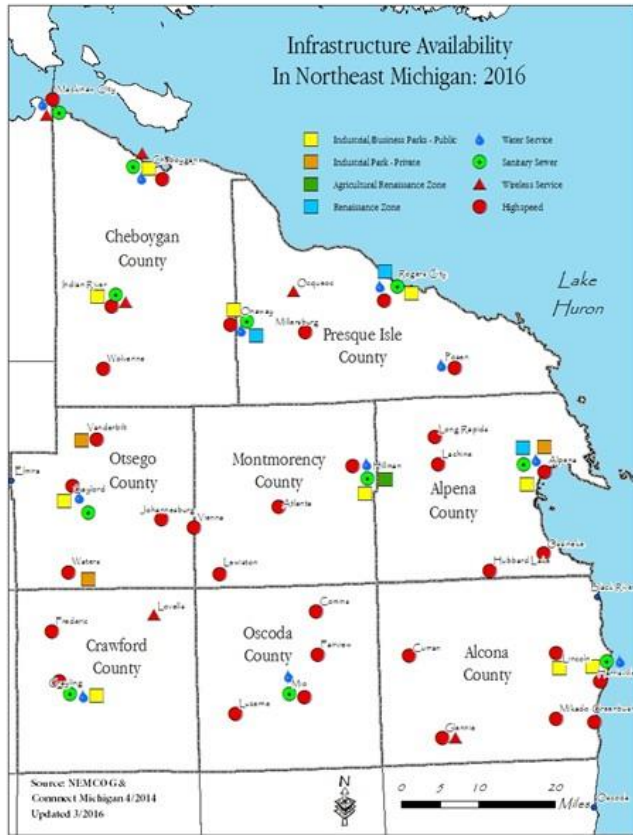 Infrastructure Availability
In Northeast Michigan: 2016
Mackinac City
Industrial/Business Parks - Public
Water Service
Industrial Park - Private
Sanitary Sewer
Agricultural Renaissance Zone
Wireless Service
Renaissance Zone
Highspeed
Cheboygan
Cheboygan
County
Indian River
Ocqueoc
Rogers City
Lake
Huron
Onaway
Millersburg
Presque Isle
County
Wolverine
Posen
Vanderbilt
Long Rapids
Otsego
County
Montmorency
County
Hillman
Lachine
Alpena
Alpena
County
Elmira
Gaylord
Johannesburg
Vienna
Atlanta
Waters
Lewiston
Ossineke
Hubbard Lake
Black River
Lovells
Frederic
Comins
Crawford
County
Oscoda
County
Fairview
Curran
Alcona
County
Lincoln
Harrisville
Grayling
Mio
Luzerne
Mikado
Greenbush
Glennie
Source: NEMCOG &
Connnect Michigan 4/2014
Updated 3/2016
N
0 5 10 20
Miles
Oscoda